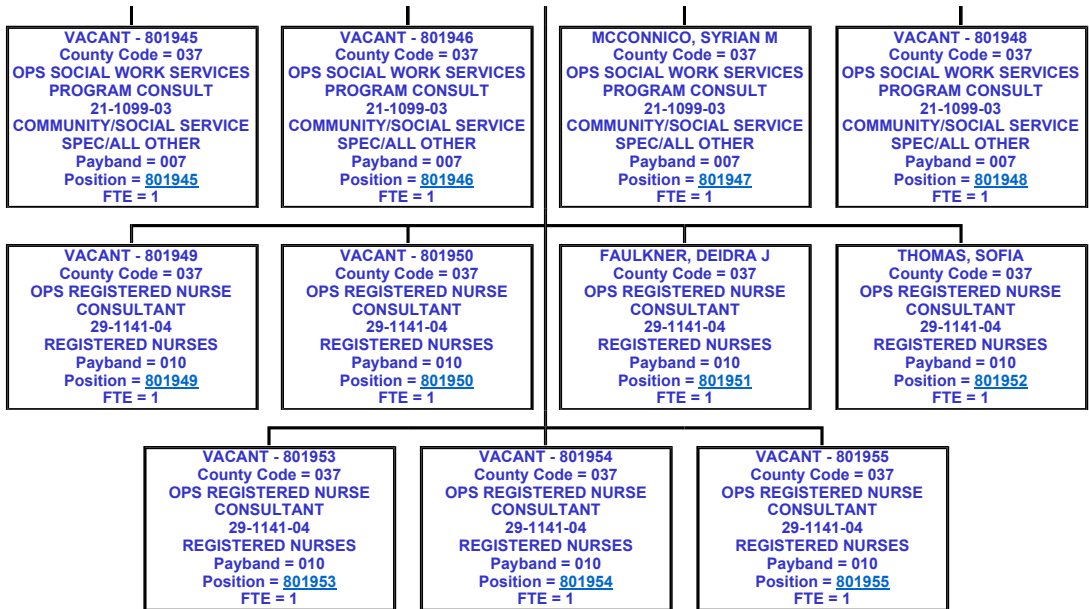 VACANT - 801945
County Code = 037
OPS SOCIAL WORK SERVICES
PROGRAM CONSULT
21-1099-03
COMMUNITY/SOCIAL SERVICE
SPEC/ALL OTHER
Payband = 007
Position = 801945
FTE = 1
VACANT - 801946
County Code = 037
OPS SOCIAL WORK SERVICES
PROGRAM CONSULT
21-1099-03
COMMUNITY/SOCIAL SERVICE
SPEC/ALL OTHER
Payband = 007
Position = 801946
FTE = 1
MCCONNICO, SYRIAN M
County Code = 037
OPS SOCIAL WORK SERVICES
PROGRAM CONSULT
21-1099-03
COMMUNITY/SOCIAL SERVICE
SPEC/ALL OTHER
Payband = 007
Position = 801947
FTE = 1
VACANT - 801948
County Code = 037
OPS SOCIAL WORK SERVICES
PROGRAM CONSULT
21-1099-03
COMMUNITY/SOCIAL SERVICE
SPEC/ALL OTHER
Payband = 007
Position = 801948
FTE = 1
VACANT - 801949
County Code = 037
OPS REGISTERED NURSE
CONSULTANT
29-1141-04
REGISTERED NURSES
Payband = 010
Position = 801949
FTE = 1
VACANT - 801950
County Code = 037
OPS REGISTERED NURSE
CONSULTANT
29-1141-04
REGISTERED NURSES
Payband = 010
Position = 801950
FTE = 1
FAULKNER, DEIDRA J
County Code = 037
OPS REGISTERED NURSE
CONSULTANT
29-1141-04
REGISTERED NURSES
Payband = 010
Position = 801951
FTE = 1
THOMAS, SOFIA
County Code = 037
OPS REGISTERED NURSE
CONSULTANT
29-1141-04
REGISTERED NURSES
Payband = 010
Position = 801952
FTE = 1
VACANT - 801953
County Code = 037
OPS REGISTERED NURSE
CONSULTANT
29-1141-04
REGISTERED NURSES
Payband = 010
Position = 801953
FTE = 1
VACANT - 801954
County Code = 037
OPS REGISTERED NURSE
CONSULTANT
29-1141-04
REGISTERED NURSES
Payband = 010
Position = 801954
FTE = 1
VACANT - 801955
County Code = 037
OPS REGISTERED NURSE
CONSULTANT
29-1141-04
REGISTERED NURSES
Payband = 010
Position = 801955
FTE = 1